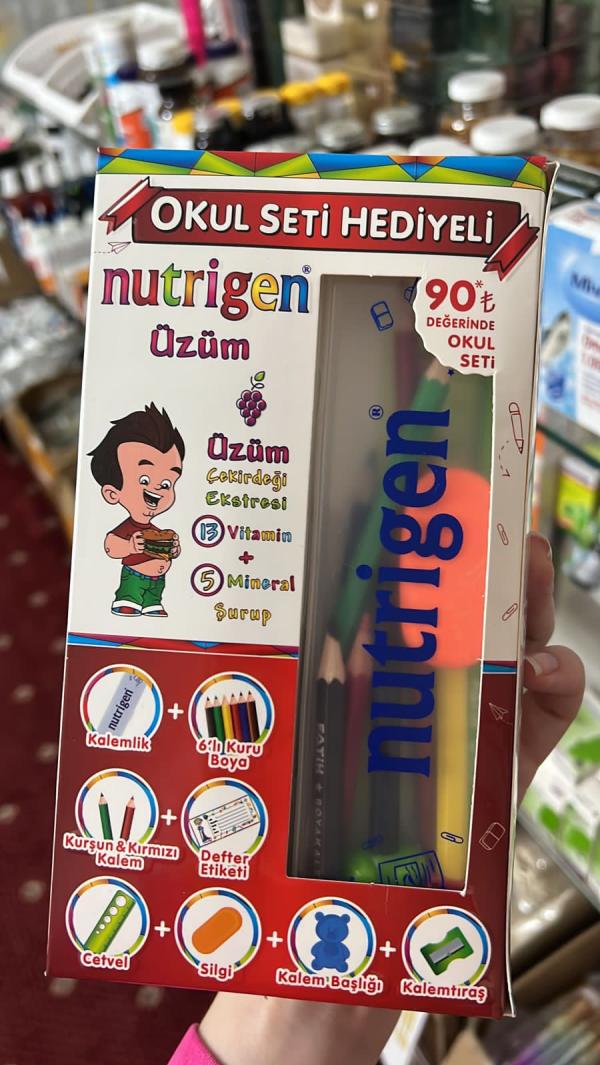 OKUL SETİ HEDİYELİ
nutrigen®
Üzüm
90*₺
DEĞERİNDE
OKUL
SETİ
Üzüm
Çekirdeği
Ekstresi
13 Vitamin
+
5 Mineral
Şurup
nutrigen®
nutrigen
Kalemlik
+
6'lı Kuru
Boya
Kurşun & Kırmızı
Kalem
+
Defter
Etiketi
Cetvel
+
Silgi
+
Kalem Başlığı
+
Kalemtıraş